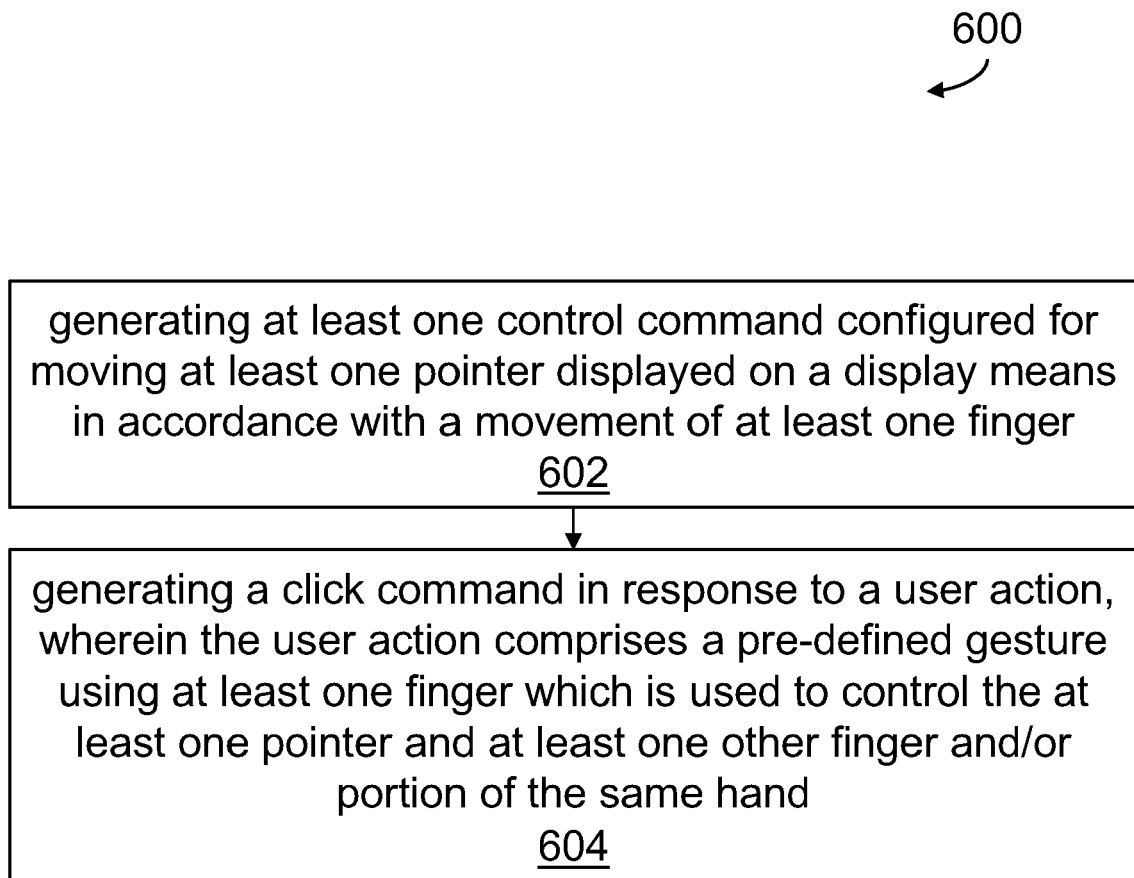 600
generating at least one control command configured for
moving at least one pointer displayed on a display means
in accordance with a movement of at least one finger
602
generating a click command in response to a user action,
wherein the user action comprises a pre-defined gesture
using at least one finger which is used to control the at
least one pointer and at least one other finger and/or
portion of the same hand
604